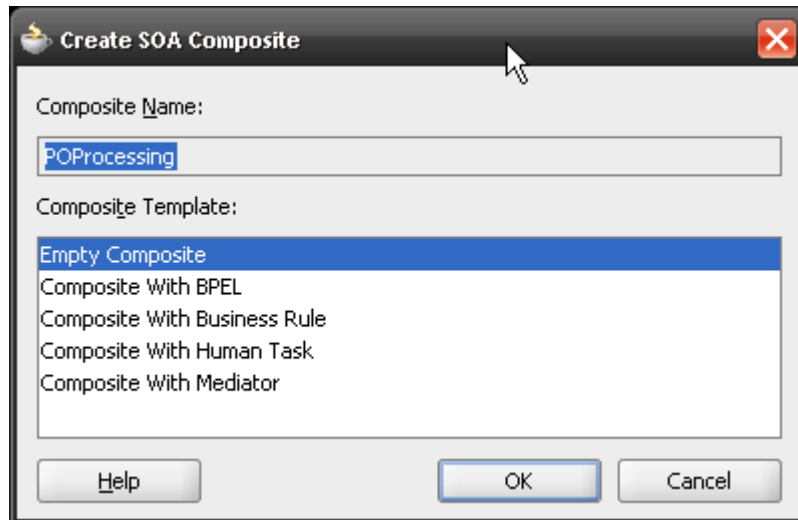 Create SOA Composite
Composite Name:
POProcessing
Composite Template:
Empty Composite
Composite With BPEL
Composite With Business Rule
Composite With Human Task
Composite With Mediator
Help OK Cancel